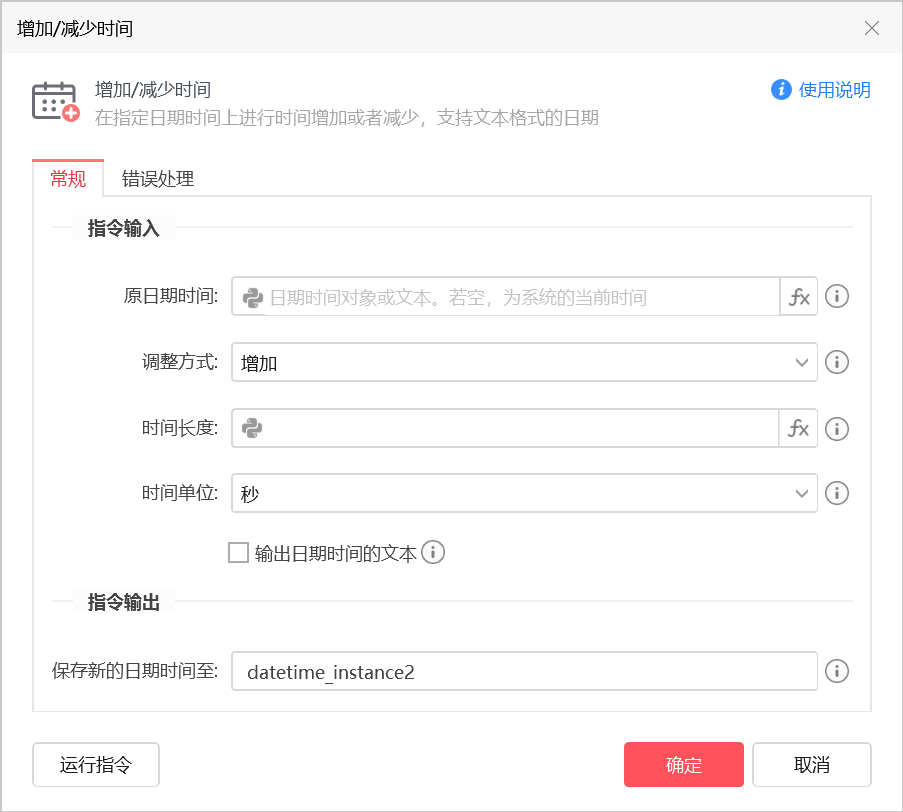 增加/减少时间
增加/减少时间
使用说明
在指定日期时间上进行时间增加或者减少，支持文本格式的日期
常规 错误处理
指令输入
原日期时间: 日期时间对象或文本。若空，为系统的当前时间 fx
调整方式: 增加
时间长度: fx
时间单位: 秒
输出日期时间的文本
指令输出
保存新的日期时间至: datetime_instance2
运行指令 确定 取消